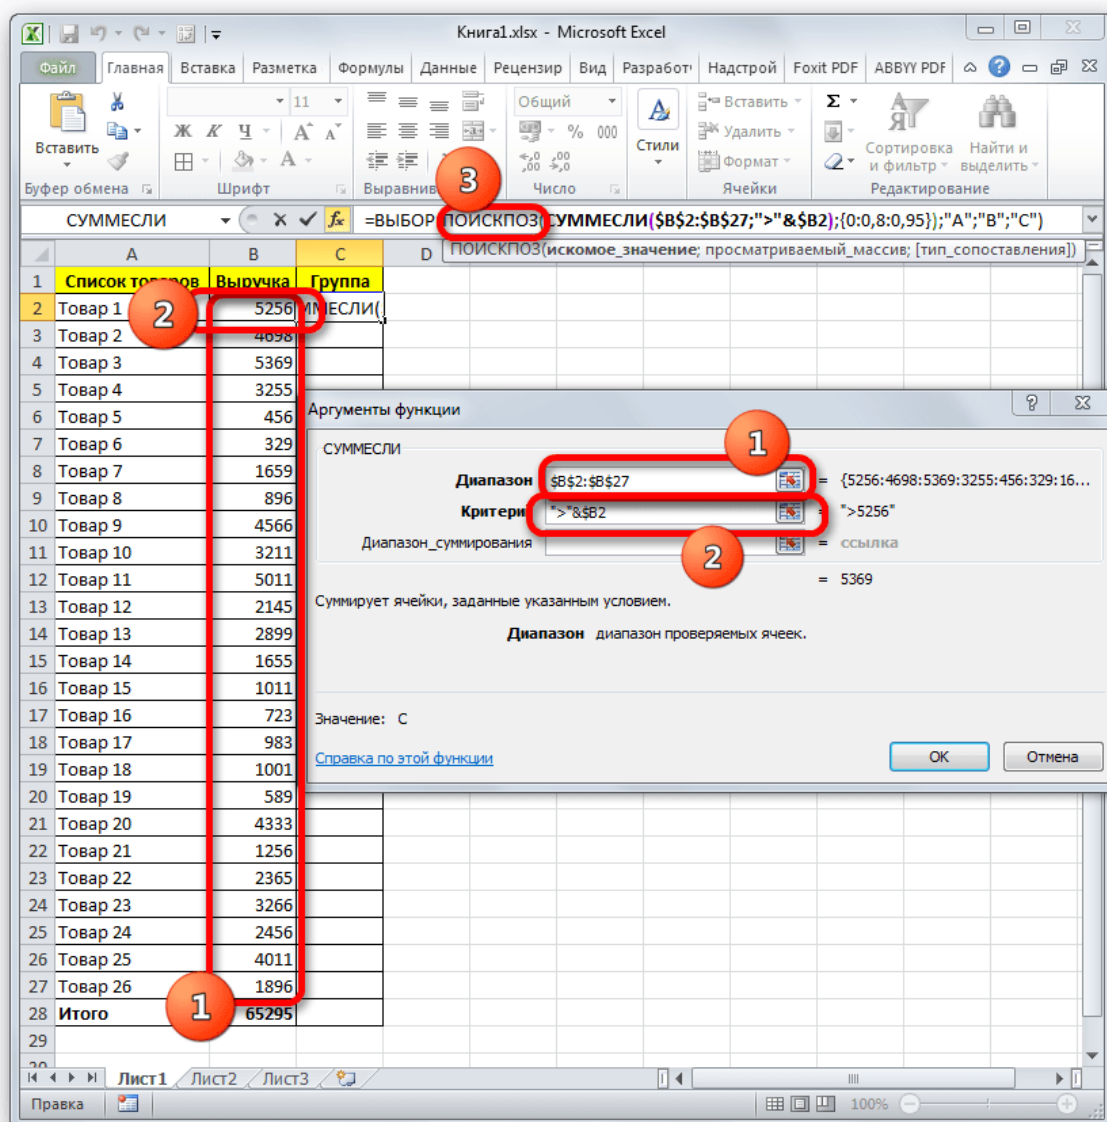 Книга1.xlsx - Microsoft Excel
Файл Главная Вставка Разметка Формулы Данные Рецензир Вид Разработ Надстрой Foxit PDF ABBYY PDF
11 Общий Вставить
Вставить Ж К Ч % 000 Стили Удалить Сортировка и фильтр Найти и выделить
Формат
Буфер обмена Шрифт Выравнив 3 Число Ячейки Редактирование
СУММЕСЛИ =ВЫБОР ПОИСКПОЗ(СУММЕСЛИ($B$2:$B$27;">"&$B2);{0:0,8:0,95});"A";"B";"C")
ПОИСКПОЗ(искомое_значение; просматриваемый_массив; [тип_сопоставления])
A B C D
1 Список товаров Выручка Группа
2 Товар 1 2 5256 ММЕСЛИ(
3 Товар 2 4698
4 Товар 3 5369
5 Товар 4 3255
6 Товар 5 456
7 Товар 6 329
8 Товар 7 1659
9 Товар 8 896
10 Товар 9 4566
11 Товар 10 3211
12 Товар 11 5011
13 Товар 12 2145
14 Товар 13 2899
15 Товар 14 1655
16 Товар 15 1011
17 Товар 16 723
18 Товар 17 983
19 Товар 18 1001
20 Товар 19 589
21 Товар 20 4333
22 Товар 21 1256
23 Товар 22 2365
24 Товар 23 3266
25 Товар 24 2456
26 Товар 25 4011
27 Товар 26 1896
28 Итого 1 65295
29
Аргументы функции
СУММЕСЛИ 1
Диапазон $B$2:$B$27 = {5256:4698:5369:3255:456:329:16...
Критери ">"&$B2 = ">5256"
Диапазон_суммирования 2 = ссылка
= 5369
Суммирует ячейки, заданные указанным условием.
Диапазон диапазон проверяемых ячеек.
Значение: C
Справка по этой функции OK Отмена
Лист1 Лист2 Лист3
Правка 100%